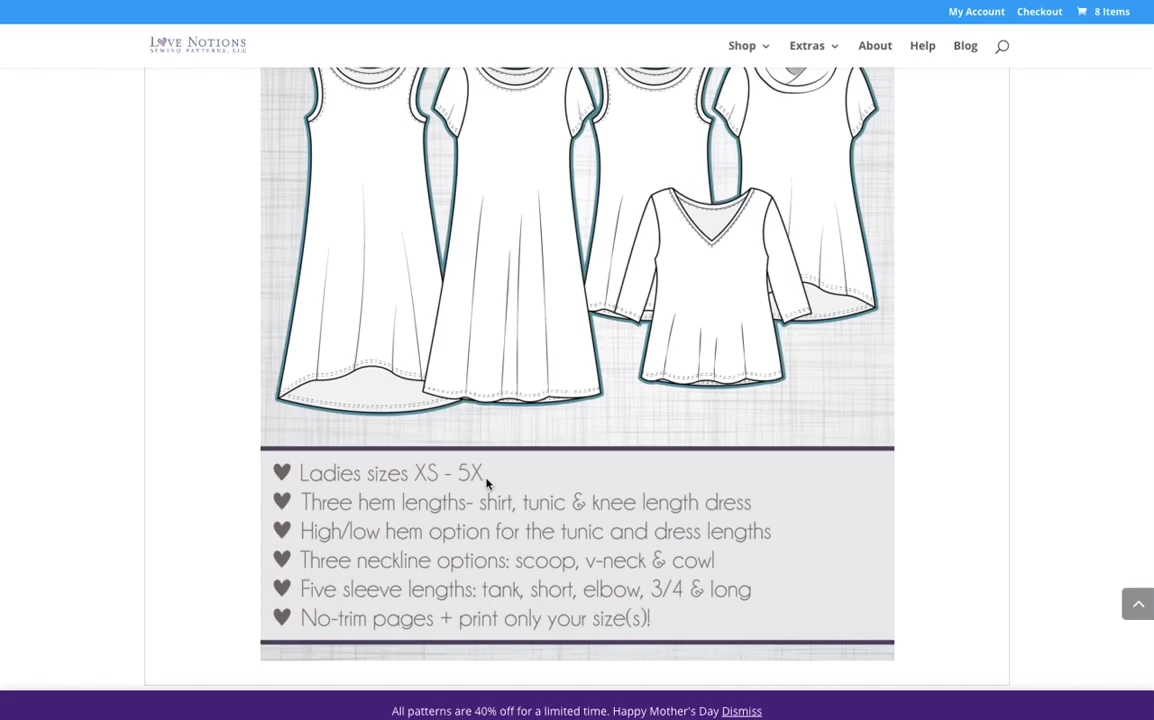 My Account Checkout 8 Items
LOVE NOTIONS
SEWING PATTERNS, LLC
Shop Extras About Help Blog
Ladies sizes XS - 5X
Three hem lengths- shirt, tunic & knee length dress
High/low hem option for the tunic and dress lengths
Three neckline options: scoop, v-neck & cowl
Five sleeve lengths: tank, short, elbow, 3/4 & long
No-trim pages + print only your size(s)!
All patterns are 40% off for a limited time. Happy Mother's Day Dismiss